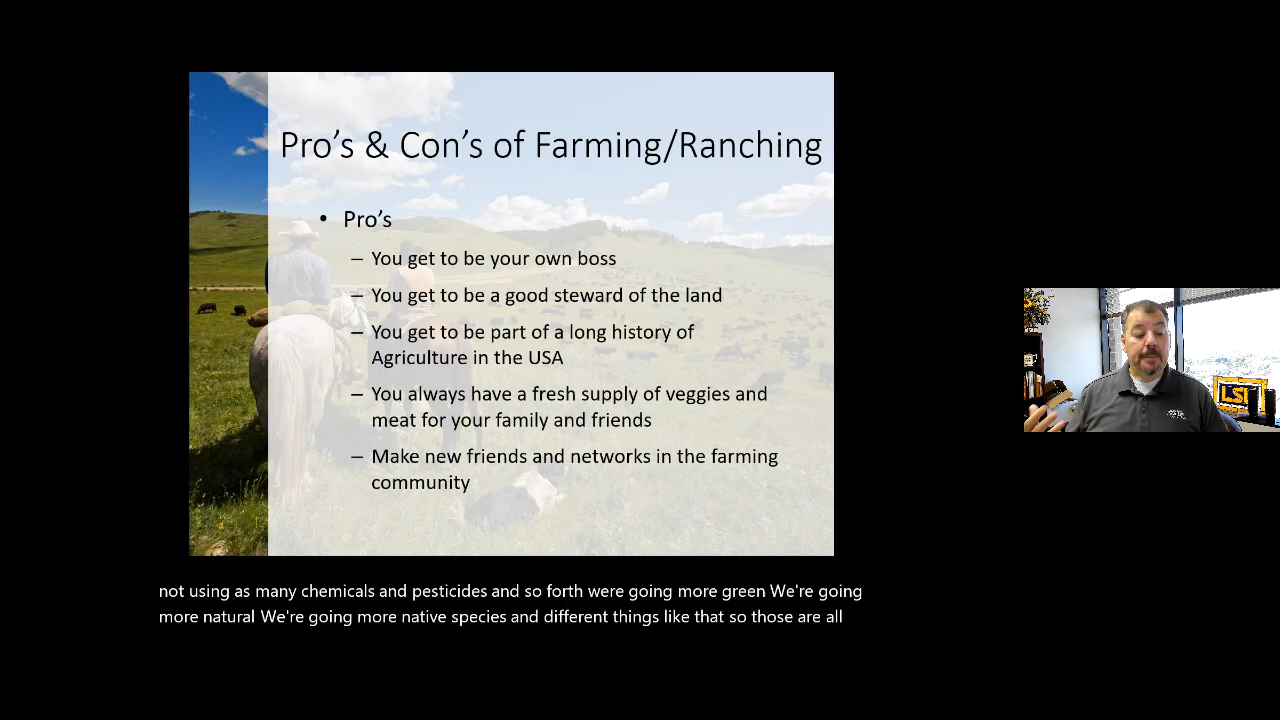 Pro's & Con's of Farming/Ranching
• Pro's
– You get to be your own boss
– You get to be a good steward of the land
– You get to be part of a long history of
Agriculture in the USA
– You always have a fresh supply of veggies and
meat for your family and friends
– Make new friends and networks in the farming
community
LSI
not using as many chemicals and pesticides and so forth were going more green We're going
more natural We're going more native species and different things like that so those are all